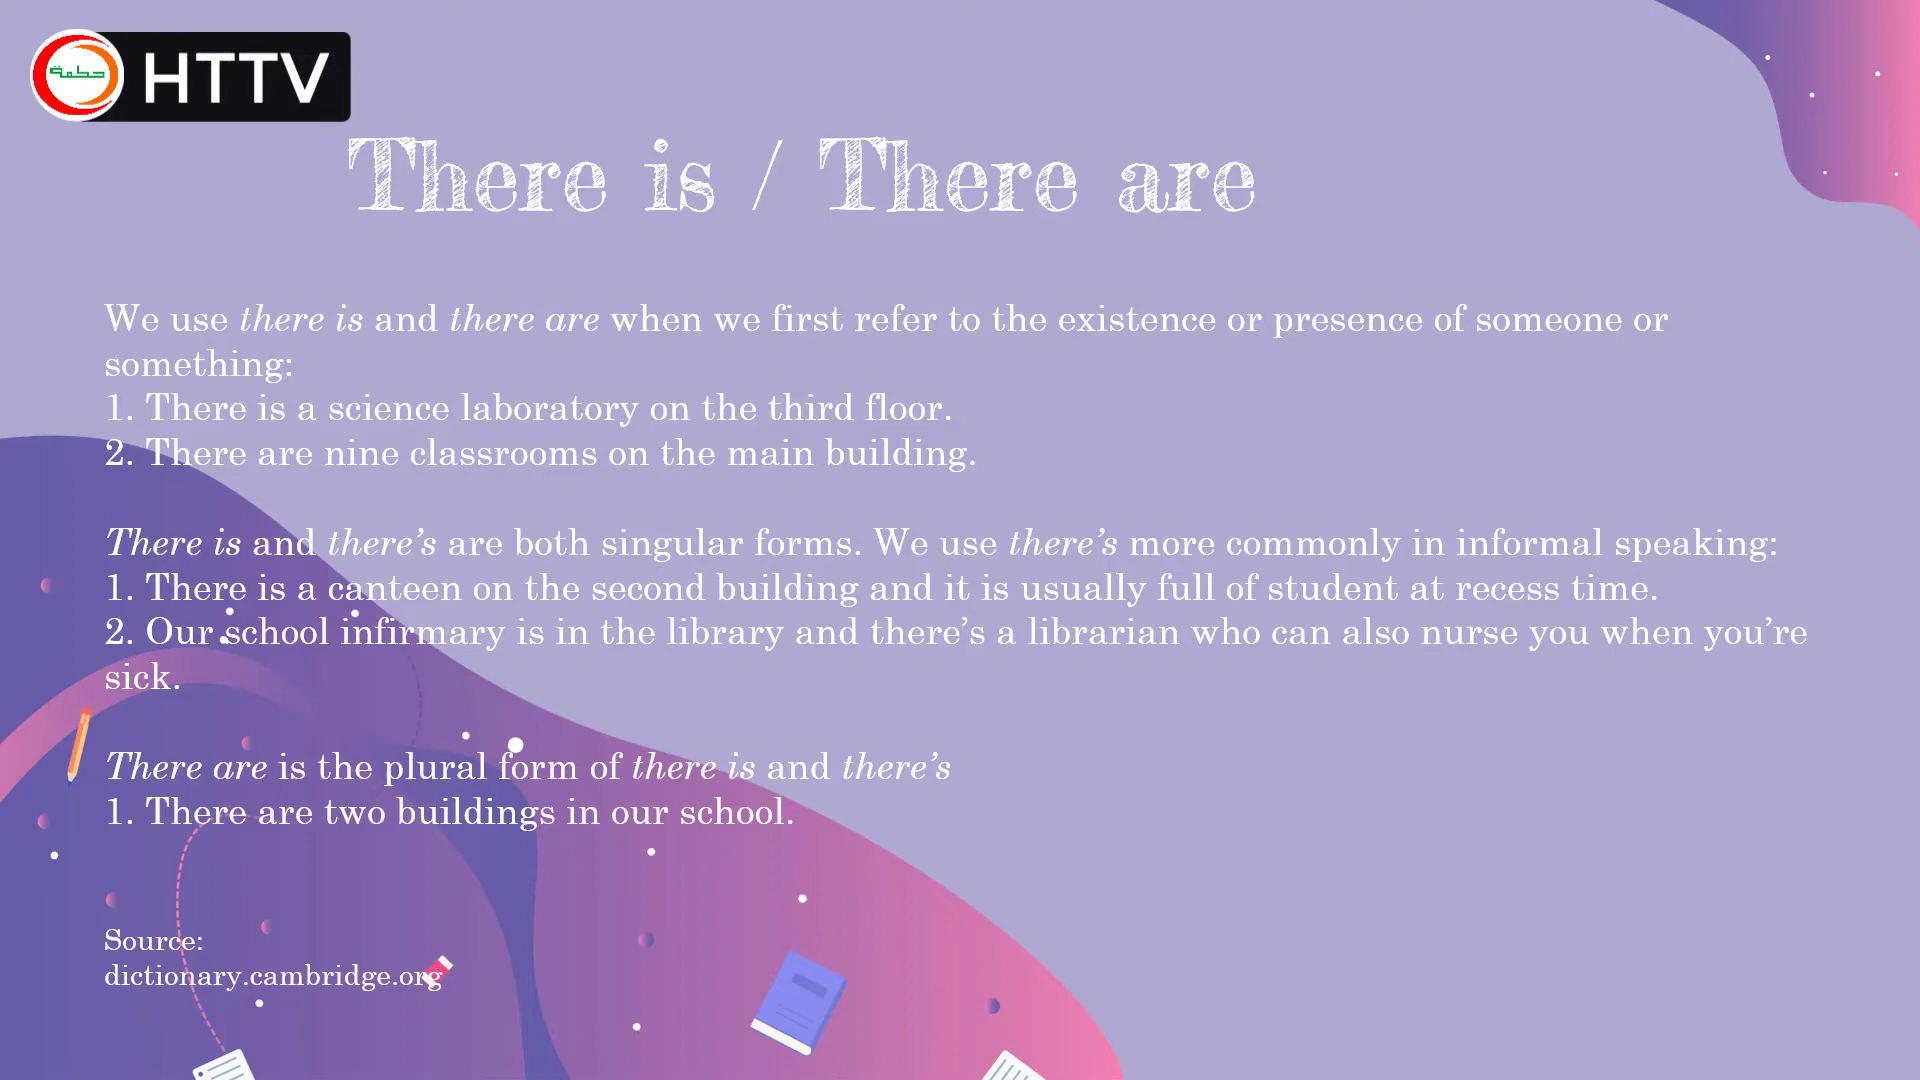 حكمة HTTV
There is / There are
We use there is and there are when we first refer to the existence or presence of someone or
something:
1. There is a science laboratory on the third floor.
2. There are nine classrooms on the main building.
There is and there’s are both singular forms. We use there’s more commonly in informal speaking:
1. There is a canteen on the second building and it is usually full of student at recess time.
2. Our school infirmary is in the library and there’s a librarian who can also nurse you when you’re
sick.
There are is the plural form of there is and there’s
1. There are two buildings in our school.
Source:
dictionary.cambridge.org